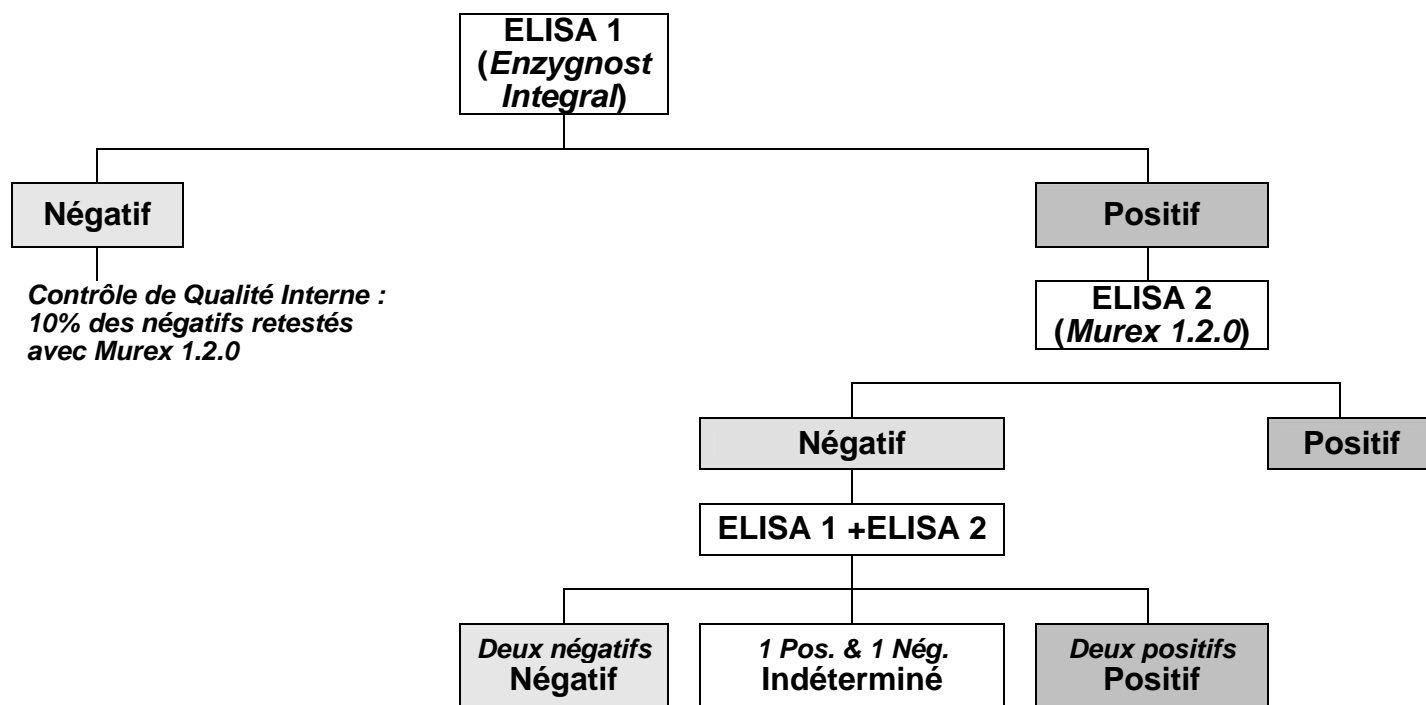 ELISA 1
(Enzygnost
Integral)
Négatif
Positif
Contrôle de Qualité Interne :
10% des négatifs retestés
avec Murex 1.2.0
ELISA 2
(Murex 1.2.0)
Négatif
Positif
ELISA 1 +ELISA 2
Deux négatifs
Négatif
1 Pos. & 1 Nég.
Indéterminé
Deux positifs
Positif